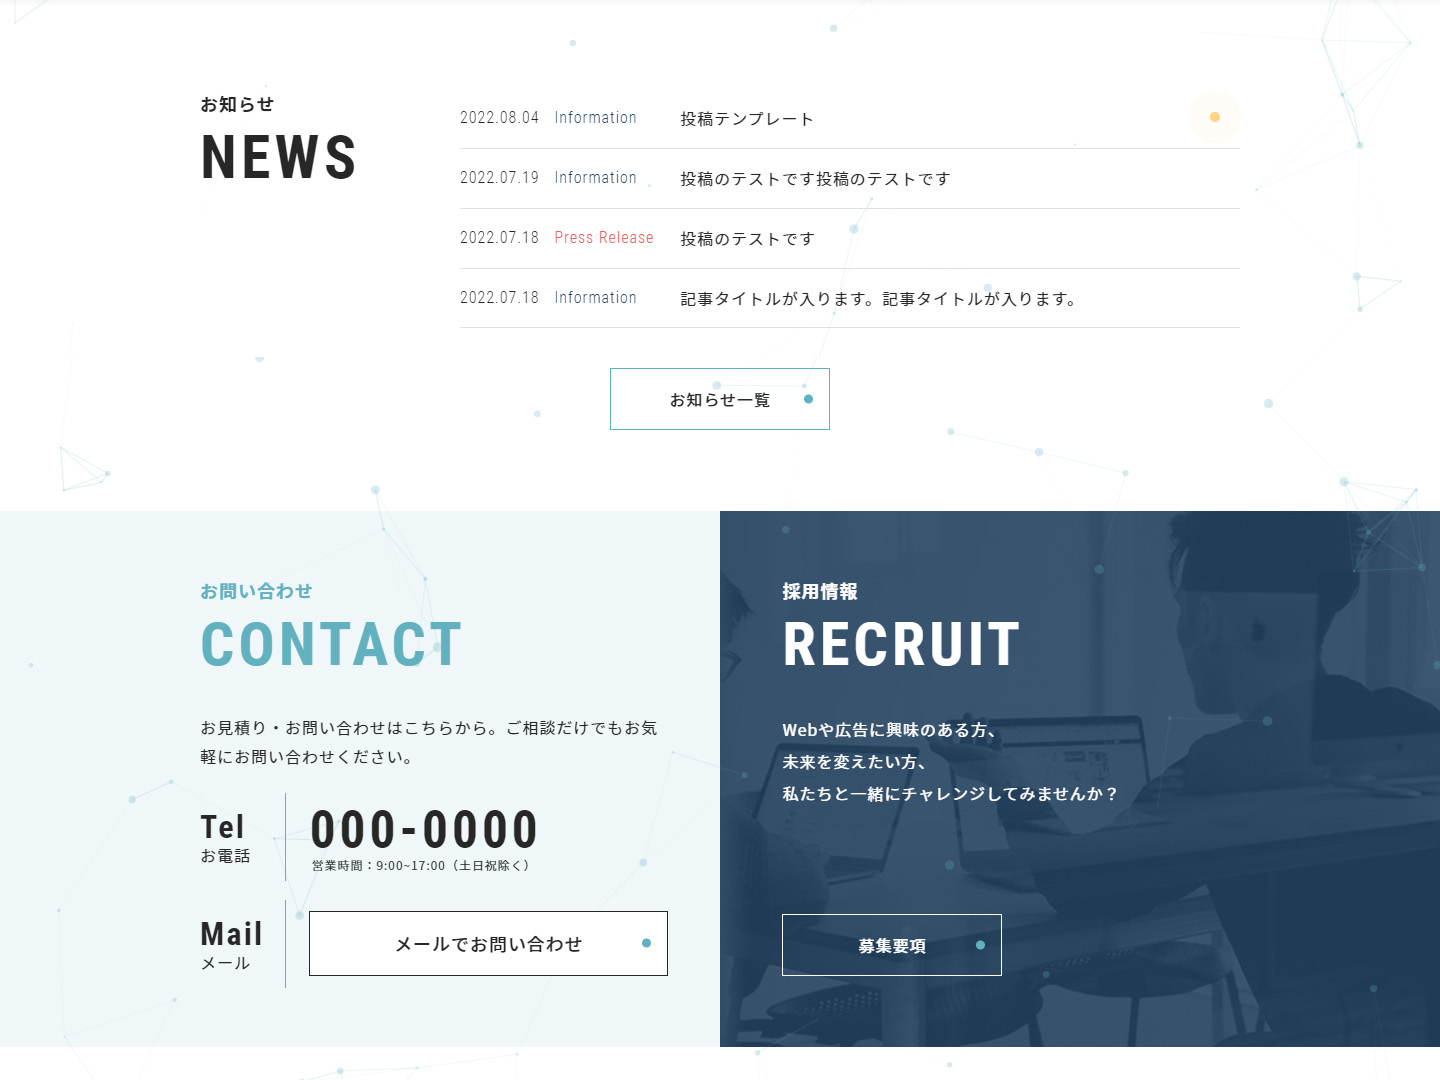 お知らせ
NEWS
2022.08.04 Information 投稿テンプレート
2022.07.19 Information 投稿のテストです投稿のテストです
2022.07.18 Press Release 投稿のテストです
2022.07.18 Information 記事タイトルが入ります。記事タイトルが入ります。
お知らせ一覧
お問い合わせ
CONTACT
お見積り・お問い合わせはこちらから。ご相談だけでもお気
軽にお問い合わせください。
Tel
お電話
000-0000
営業時間：9:00~17:00（土日祝除く）
Mail
メール
メールでお問い合わせ
採用情報
RECRUIT
Webや広告に興味のある方、
未来を変えたい方、
私たちと一緒にチャレンジしてみませんか？
募集要項